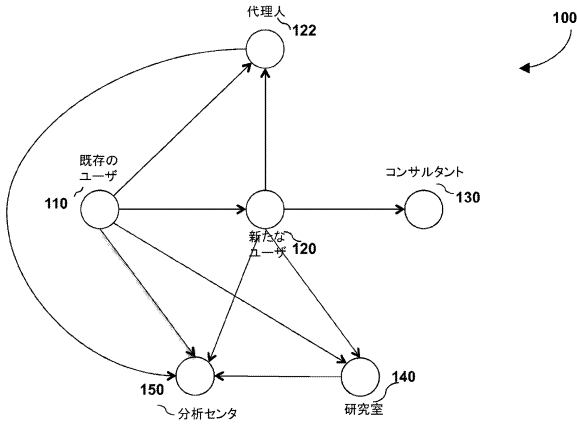 代理人
122
100
既存の
ユーザ
110
コンサルタント
130
新たな
ユーザ
120
150
分析センタ
140
研究室